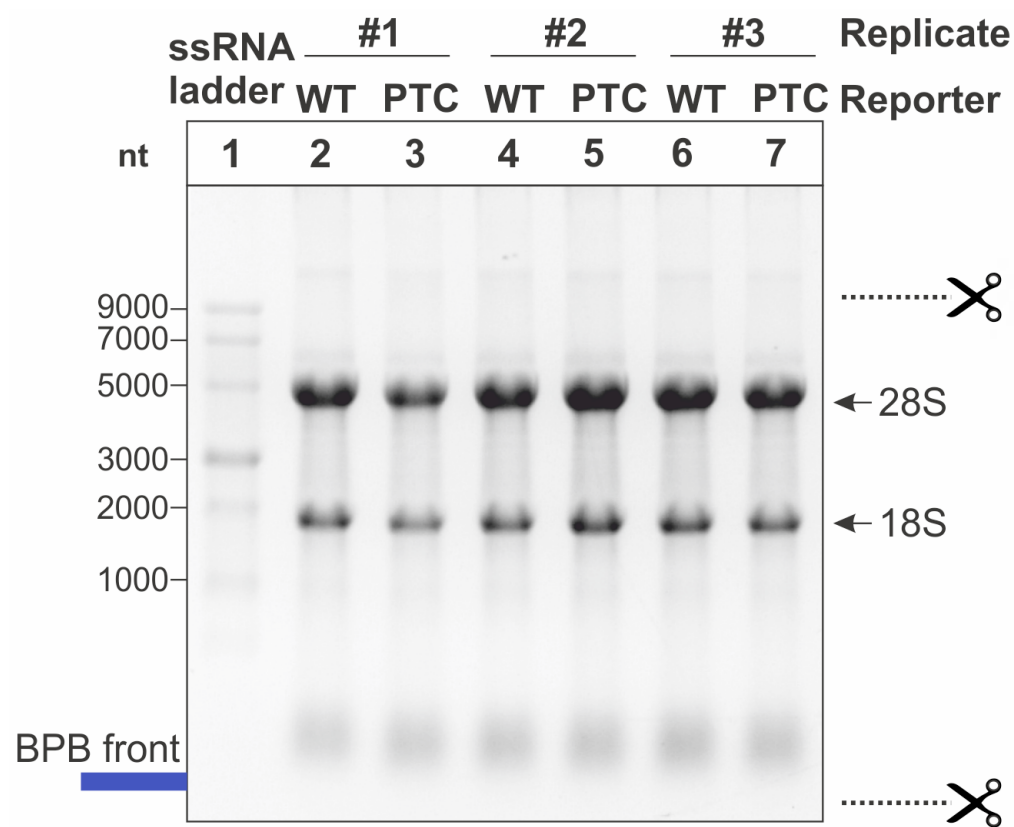 ssRNA ladder #1 #2 #3 Replicate
WT PTC WT PTC WT PTC Reporter
nt 1 2 3 4 5 6 7
9000
7000
5000
28S
3000
2000
18S
1000
BPB front